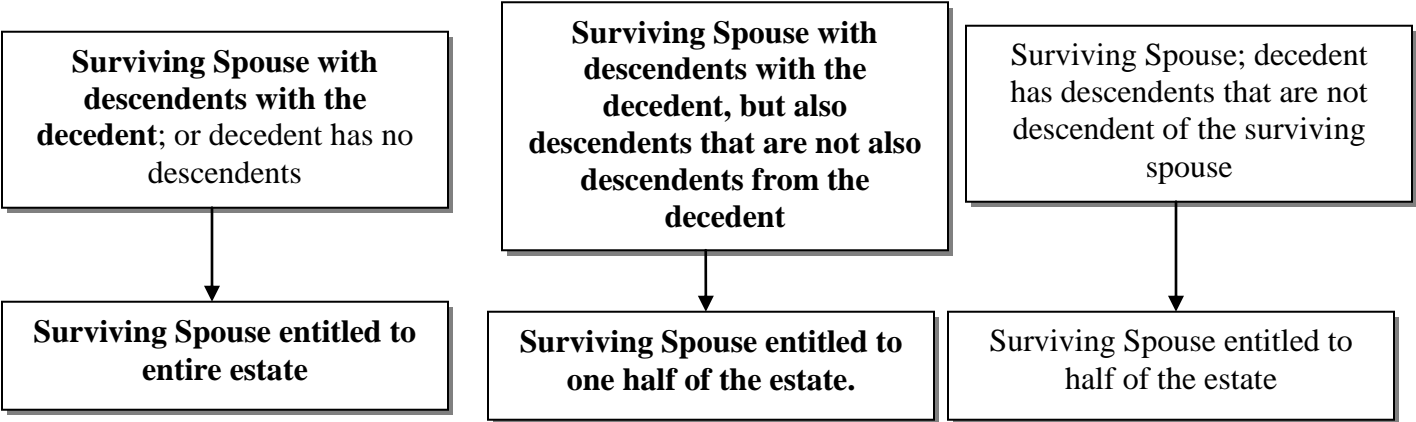 Surviving Spouse with
descendents with the
decedent; or decedent has no
descendents
Surviving Spouse entitled to
entire estate
Surviving Spouse with
descendents with the
decedent, but also
descendents that are not also
descendents from the
decedent
Surviving Spouse entitled to
one half of the estate.
Surviving Spouse; decedent
has descendents that are not
descendent of the surviving
spouse
Surviving Spouse entitled to
half of the estate